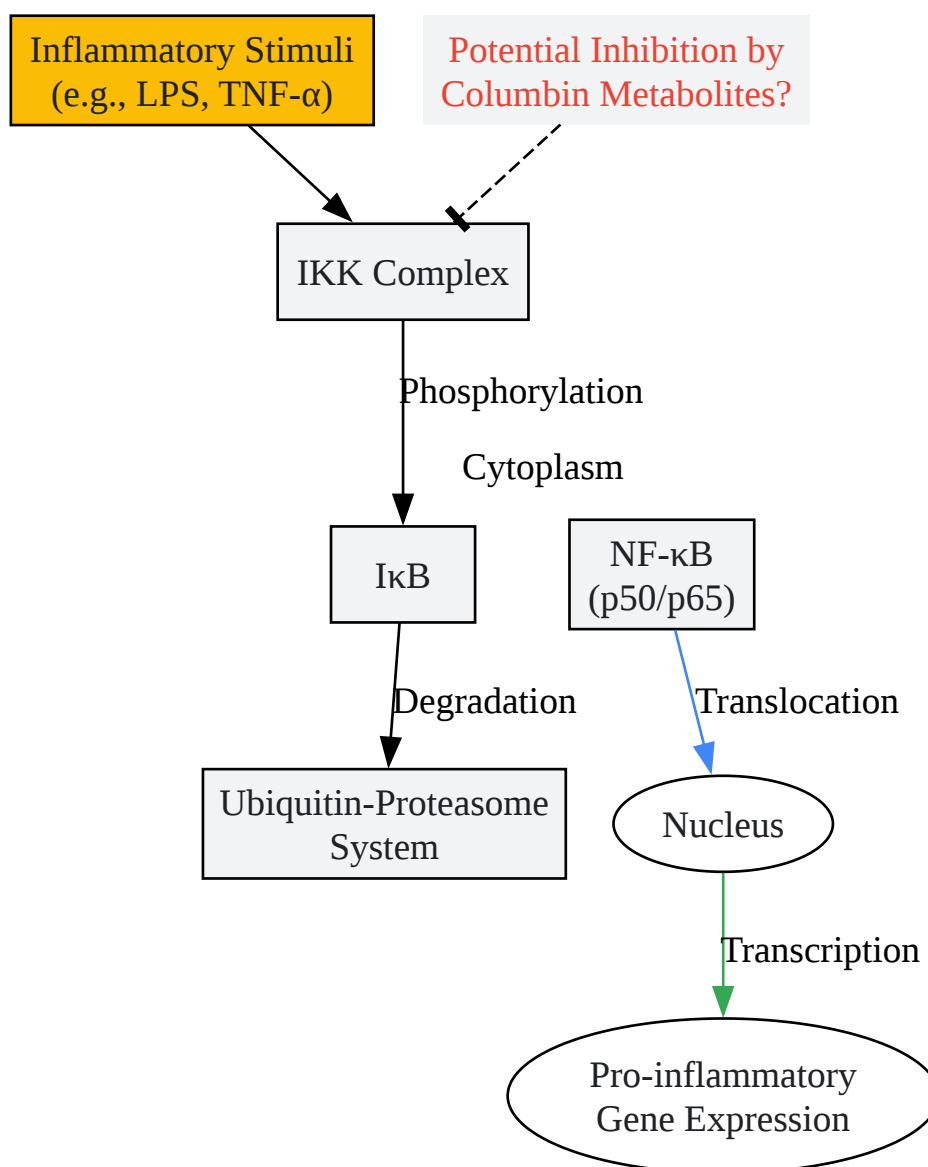 Inflammatory Stimuli
(e.g., LPS, TNF-α)
Potential Inhibition by
Columbin Metabolites?
IKK Complex
Phosphorylation
Cytoplasm
IκB
NF-κB
(p50/p65)
Degradation
Translocation
Ubiquitin-Proteasome
System
Nucleus
Transcription
Pro-inflammatory
Gene Expression